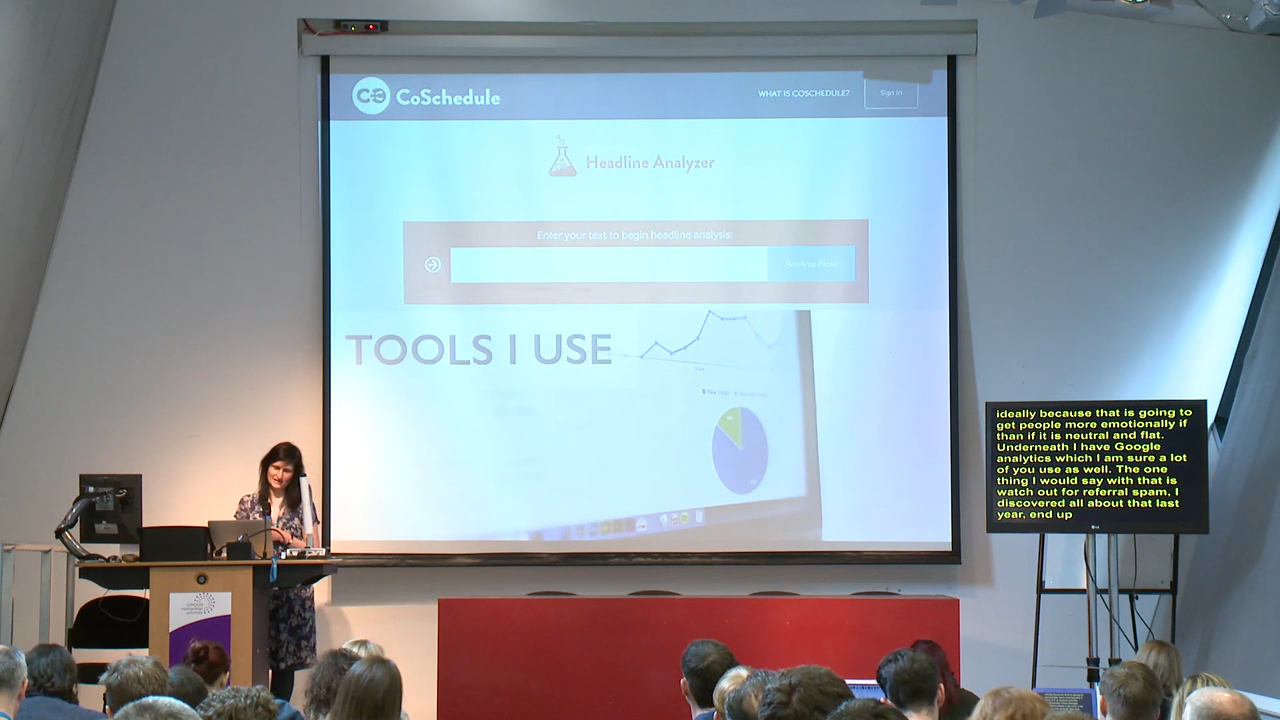 CoSchedule
WHAT IS COSCHEDULE?
Sign In
Headline Analyzer
Enter your text to begin headline analysis:
Analyze Now
TOOLS I USE
ideally because that is going to
get people more emotionally if
than if it is neutral and flat.
Underneath I have Google
analytics which I am sure a lot
of you use as well. The one
thing I would say with that is
watch out for referral spam, I
discovered all about that last
year, end up
LG